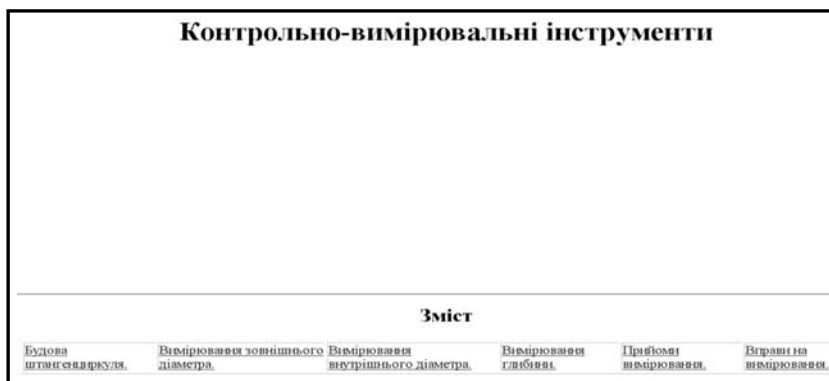 Контрольно-вимірювальні інструменти
Зміст
Будова штангенциркуля.
Вимірювання зовнішнього діаметра.
Вимірювання внутрішнього діаметра.
Вимірювання глибини.
Прийоми вимірювання.
Вправи на вимірювання.